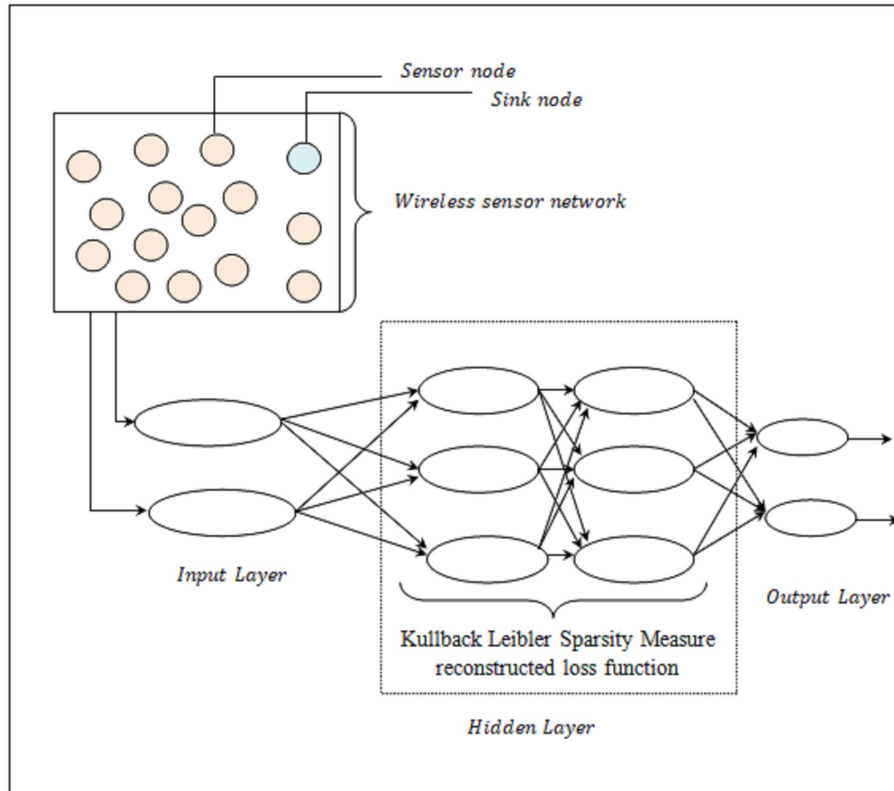 Sensor node
Sink node
Wireless sensor network
Input Layer
Output Layer
Kullback Leibler Sparsity Measure
reconstructed loss function
Hidden Layer